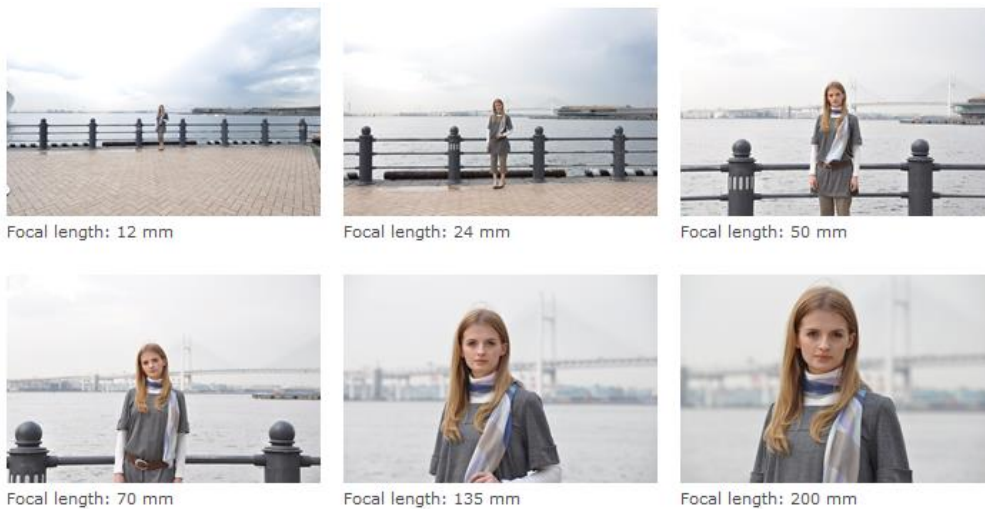 Focal length: 12 mm
Focal length: 24 mm
Focal length: 50 mm
Focal length: 70 mm
Focal length: 135 mm
Focal length: 200 mm